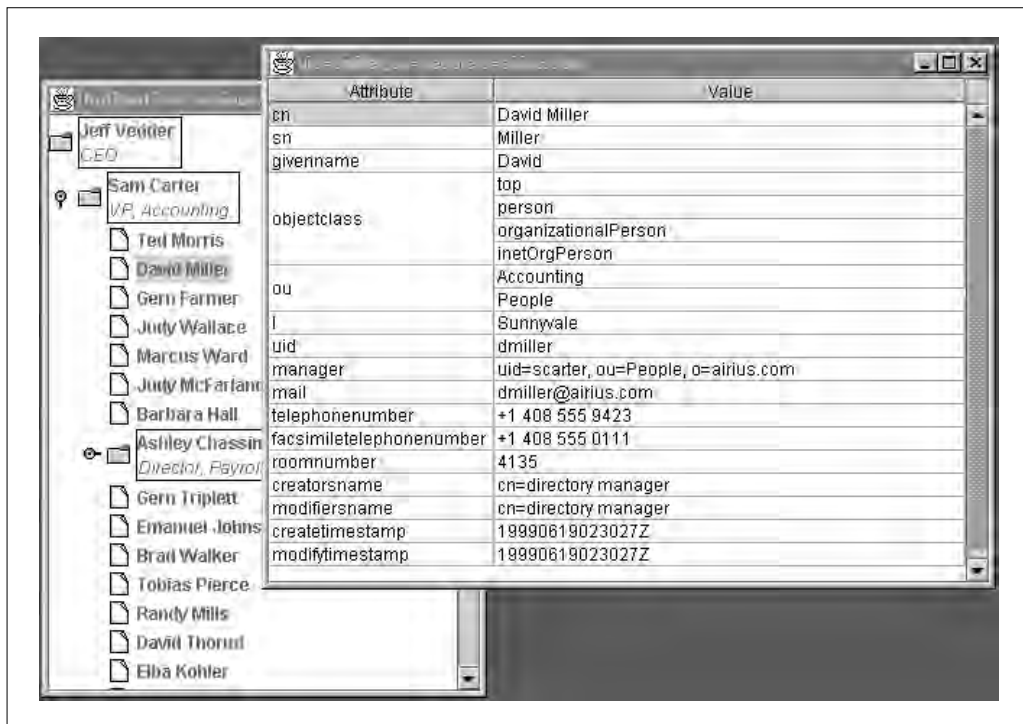 Jeff Vedder
CEO
Sam Carter
VP, Accounting
Ted Morris
David Miller
Gern Farmer
Judy Wallace
Marcus Ward
Judy McFarland
Barbara Hall
Ashley Chassin
Director, Payrol
Gern Triplett
Emanuel Johns
Brad Walker
Tobias Pierce
Randy Mills
David Thorud
Elba Kohler
Attribute Value
cn David Miller
sn Miller
givenname David
objectclass top
person
organizationalPerson
inetOrgPerson
ou Accounting
People
l Sunnyvale
uid dmiller
manager uid=scarter, ou=People, o=airius.com
mail dmiller@airius.com
telephonenumber +1 408 555 9423
facsimiletelephonenumber +1 408 555 0111
roomnumber 4135
creatorsname cn=directory manager
modifiersname cn=directory manager
createtimestamp 19990619023027Z
modifytimestamp 19990619023027Z